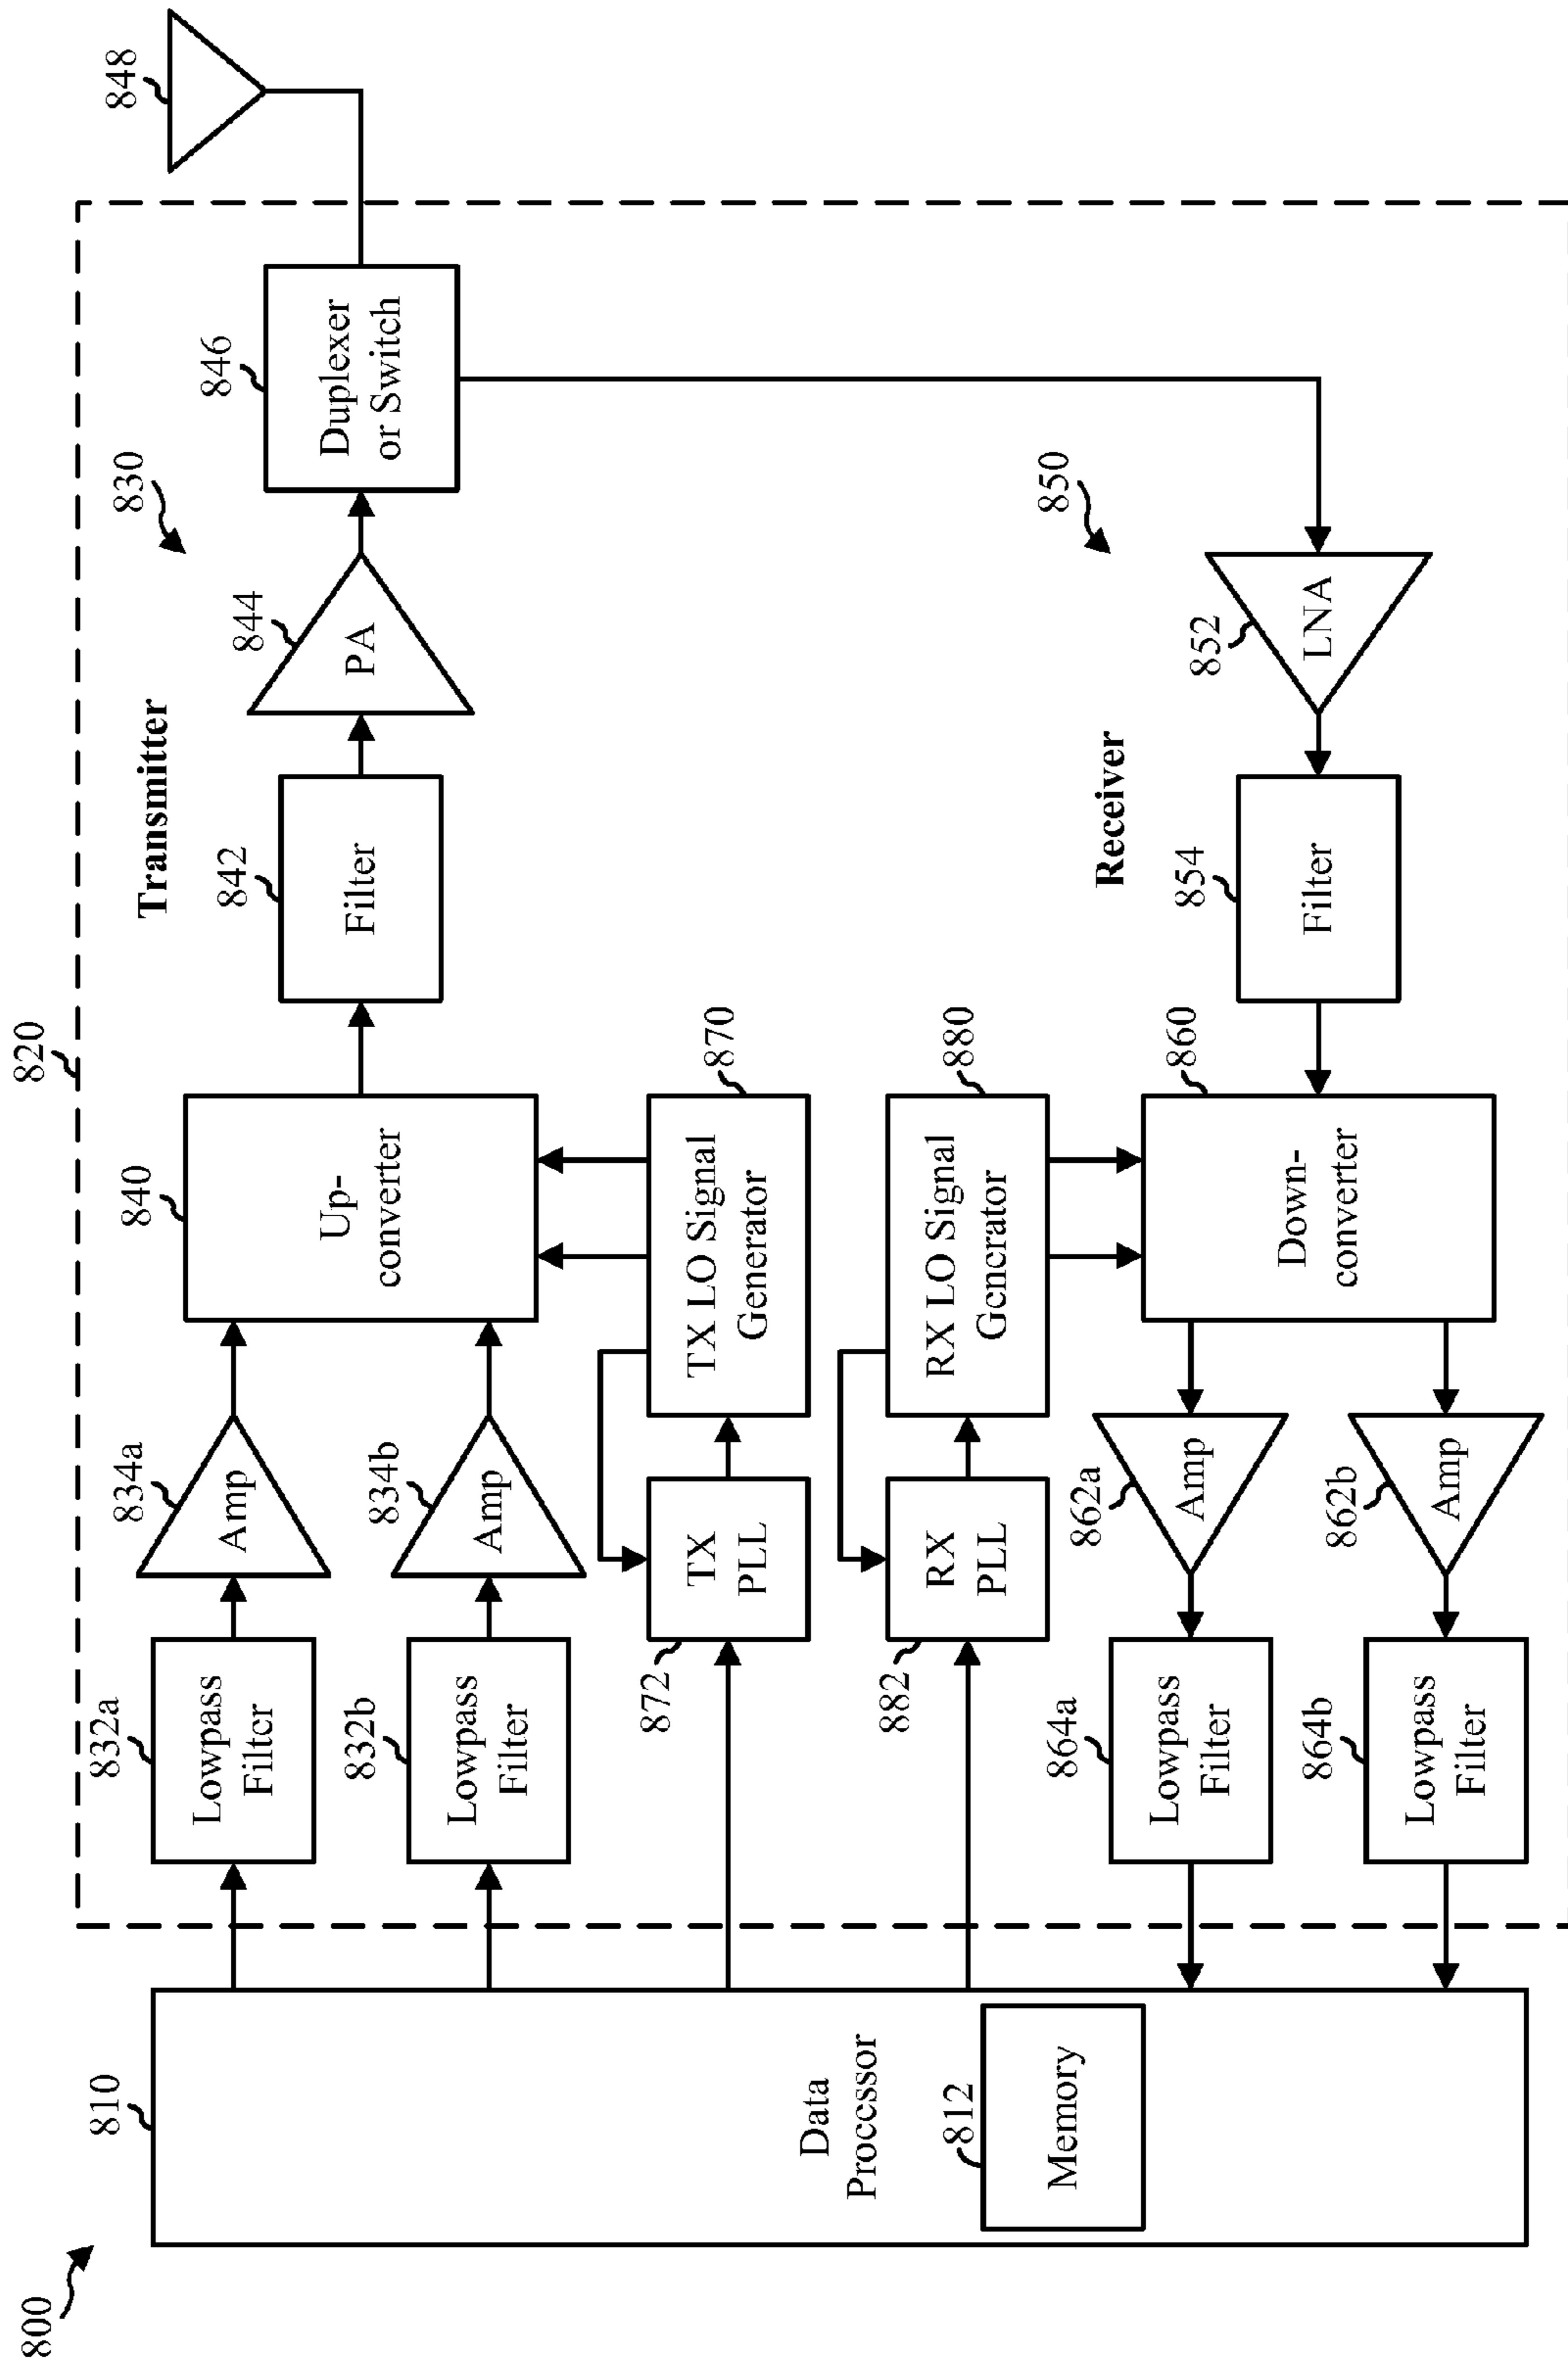 800
810
Data
Processor
812
Memory
820
832a
Lowpass
Filter
834a
Amp
832b
Lowpass
Filter
834b
Amp
840
Up-
converter
Transmitter
830
842
Filter
844
PA
846
Duplexer
or Switch
848
872
TX
PLL
TX LO Signal
Generator
870
882
RX
PLL
RX LO Signal
Generator
880
Receiver
850
864a
Lowpass
Filter
862a
Amp
864b
Lowpass
Filter
862b
Amp
860
Down-
converter
854
Filter
852
LNA